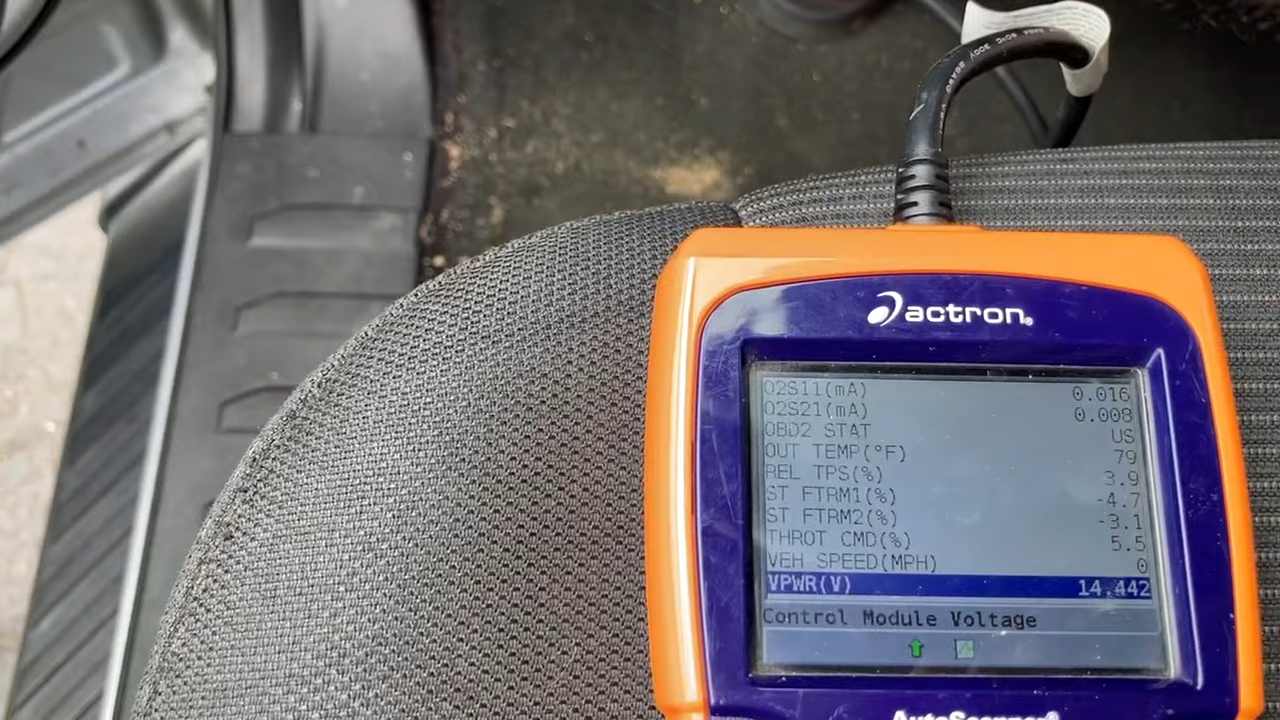 actron®
O2S11(mA) 0.016
O2S21(mA) 0.008
OBD2 STAT US
OUT TEMP(°F) 79
REL TPS(%) 3.9
ST FTRM1(%) -4.7
ST FTRM2(%) -3.1
THROT CMD(%) 5.5
VEH SPEED(MPH) 0
VPWR(V) 14.442
Control Module Voltage
AutoScanner®